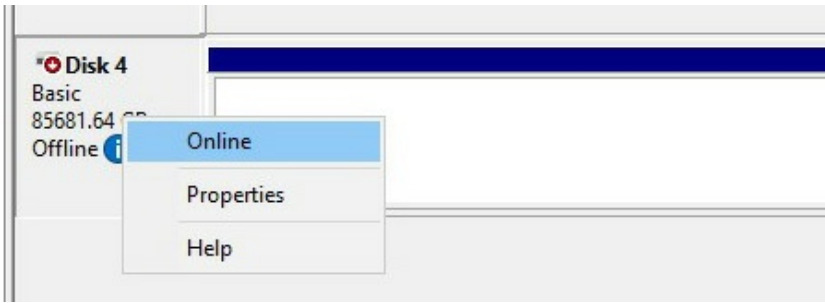 Disk 4
Basic
85681.64
Offline
Online
Properties
Help